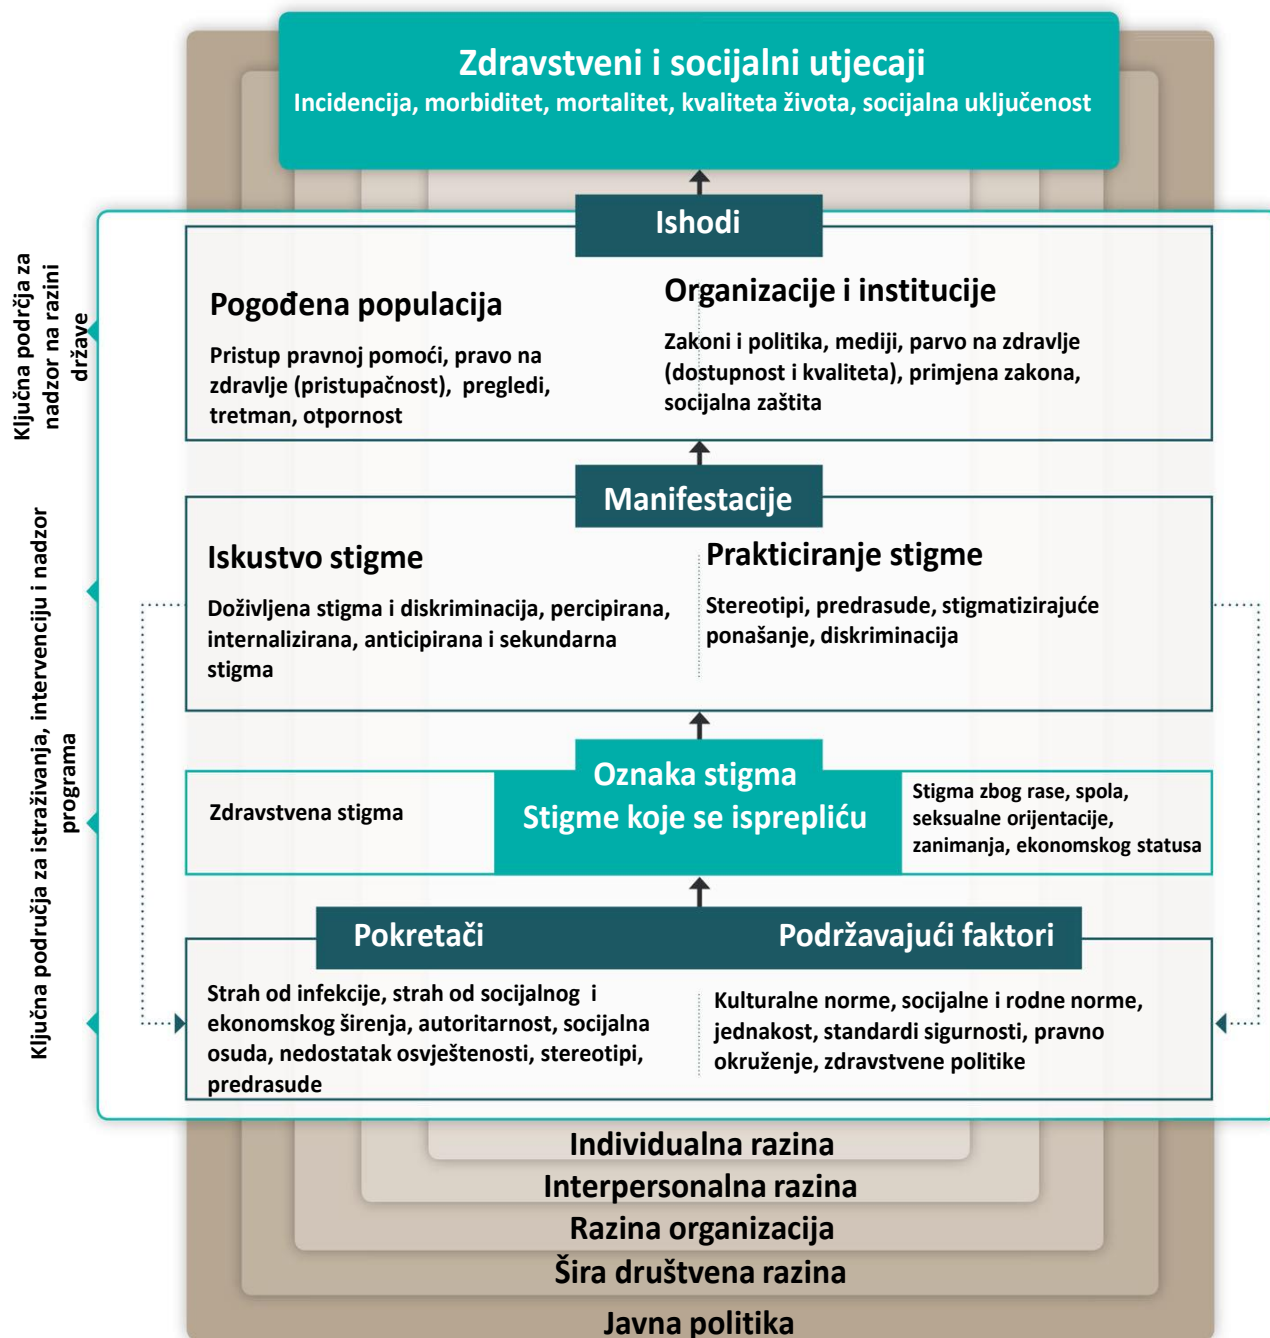 Zdravstveni i socijalni utjecaji
Incidencija, morbiditet, mortalitet, kvaliteta života, socijalna uključenost
Ishodi
Pogođena populacija
Pristup pravnoj pomoći, pravo na
zdravlje (pristupačnost), pregledi,
tretman, otpornost
Organizacije i institucije
Zakoni i politika, mediji, parvo na zdravlje
(dostupnost i kvaliteta), primjena zakona,
socijalna zaštita
Ključna podrčja za
nadzor na razini
države
Manifestacije
Iskustvo stigme
Doživljena stigma i diskriminacija, percipirana,
internalizirana, anticipirana i sekundarna
stigma
Prakticiranje stigme
Stereotipi, predrasude, stigmatizirajuće
ponašanje, diskriminacija
Ključna područja za istraživanja, intervenciju i nadzor
programa
Oznaka stigma
Stigme koje se isprepliću
Zdravstvena stigma
Stigma zbog rase, spola,
seksualne orijentacije,
zanimanja, ekonomskog statusa
Pokretači
Podržavajući faktori
Strah od infekcije, strah od socijalnog i
ekonomskog širenja, autoritarnost, socijalna
osuda, nedostatak osvještenosti, stereotipi,
predrasude
Kulturalne norme, socijalne i rodne norme,
jednakost, standardi sigurnosti, pravno
okruženje, zdravstvene politike
Individualna razina
Interpersonalna razina
Razina organizacija
Šira društvena razina
Javna politika